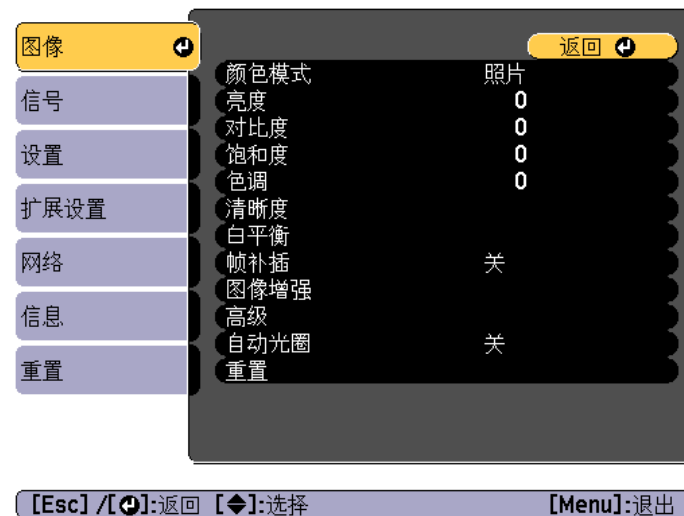 图像
信号
设置
扩展设置
网络
信息
重置
返回
颜色模式 照片
亮度 0
对比度 0
饱和度 0
色调 0
清晰度
白平衡
帧补插 关
图像增强
高级
自动光圈 关
重置
[Esc] /[⏎]:返回 [◆]:选择 [Menu]:退出